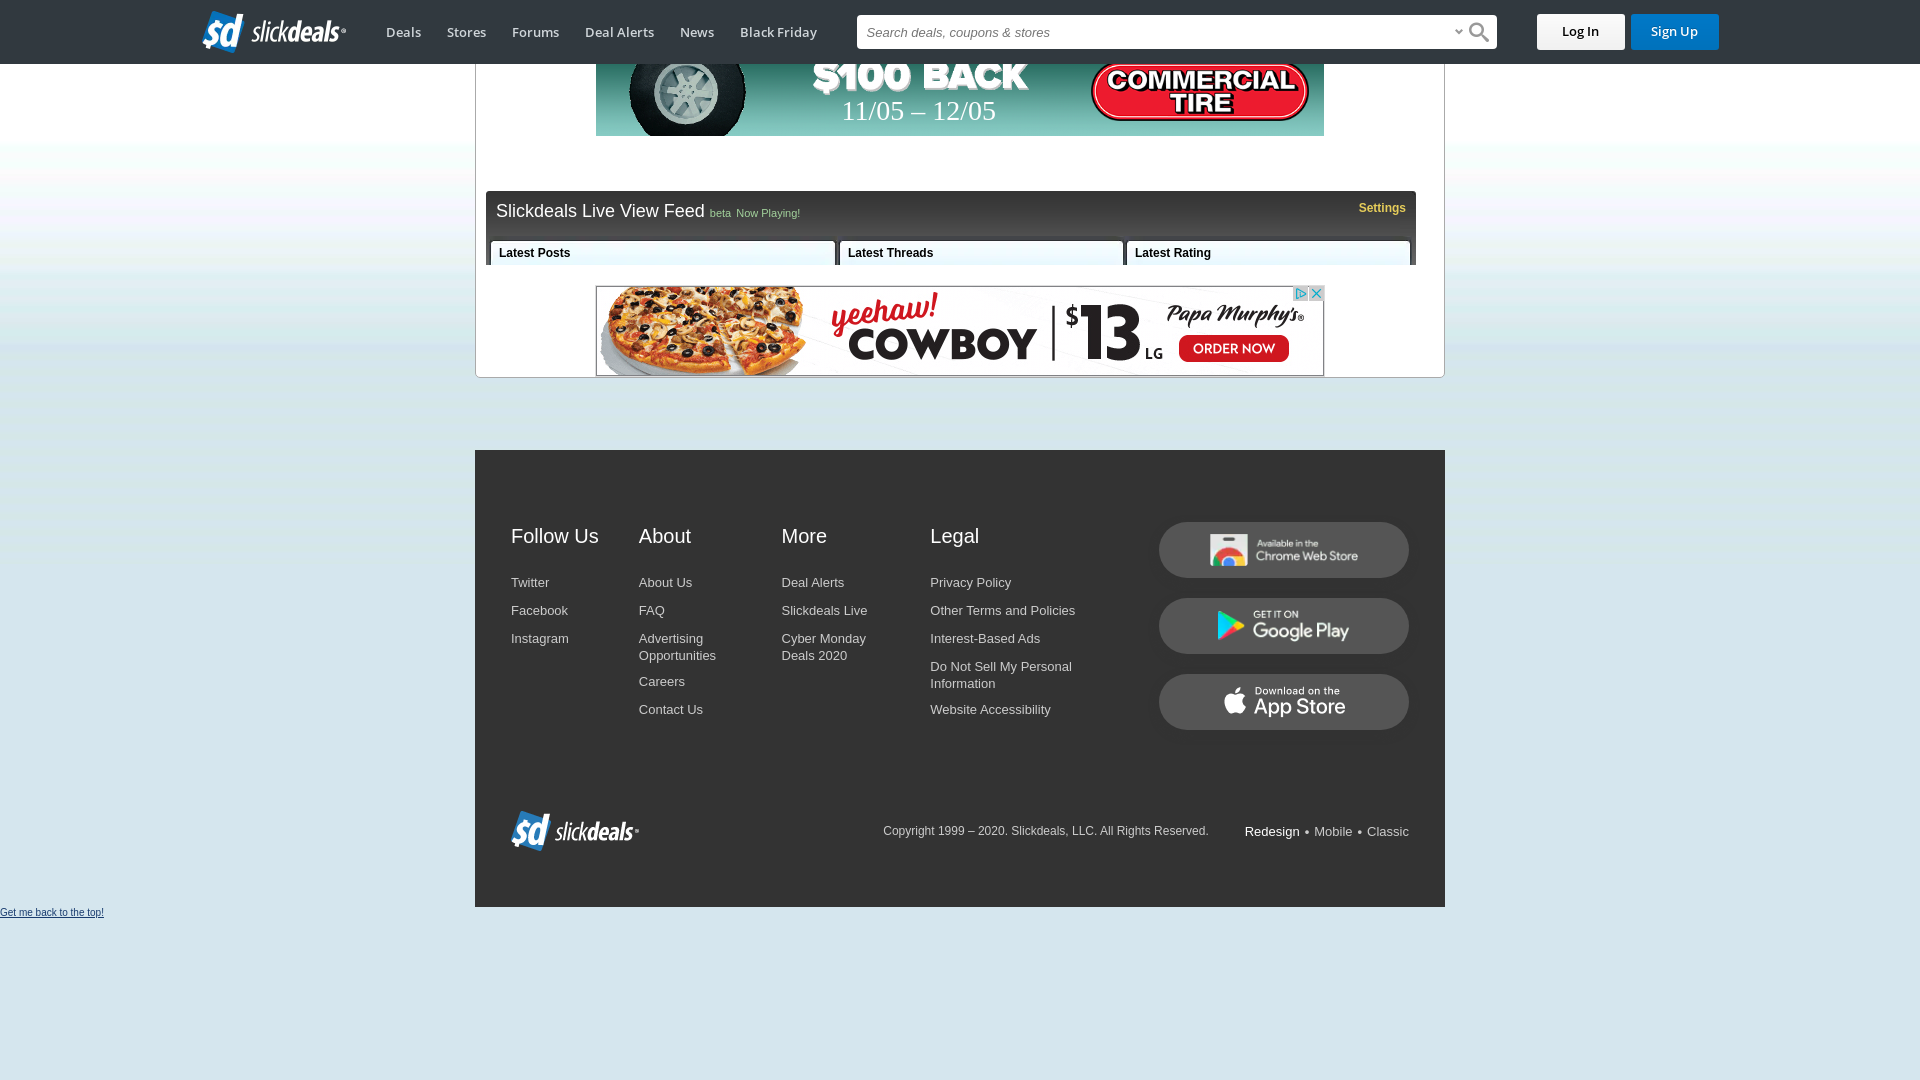 slickdeals
Deals
Stores
Forums
Deal Alerts
News
Black Friday
Search deals, coupons & stores
Log In
Sign Up
$100 BACK
11/05 – 12/05
COMMERCIAL
TIRE
Slickdeals Live View Feed beta Now Playing!
Settings
Latest Posts
Latest Threads
Latest Rating
yeehaw!
COWBOY
$13 LG
Papa Murphy's®
ORDER NOW
Follow Us
Twitter
Facebook
Instagram
About
About Us
FAQ
Advertising
Opportunities
Careers
Contact Us
More
Deal Alerts
Slickdeals Live
Cyber Monday
Deals 2020
Legal
Privacy Policy
Other Terms and Policies
Interest-Based Ads
Do Not Sell My Personal
Information
Website Accessibility
Available in the
Chrome Web Store
GET IT ON
Google Play
Download on the
App Store
slickdeals
Copyright 1999 – 2020. Slickdeals, LLC. All Rights Reserved.
Redesign • Mobile • Classic
Get me back to the top!